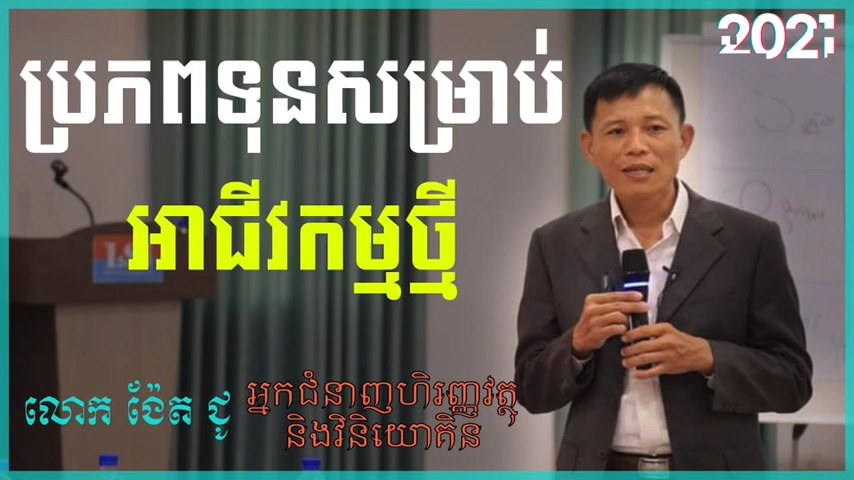 2021
ប្រភពទុនសម្រាប់
អាជីវកម្មថ្មី
លោក ង៉ែត ជូ
អ្នកជំនាញហិរញ្ញវត្ថុ
និងវិនិយោគិន